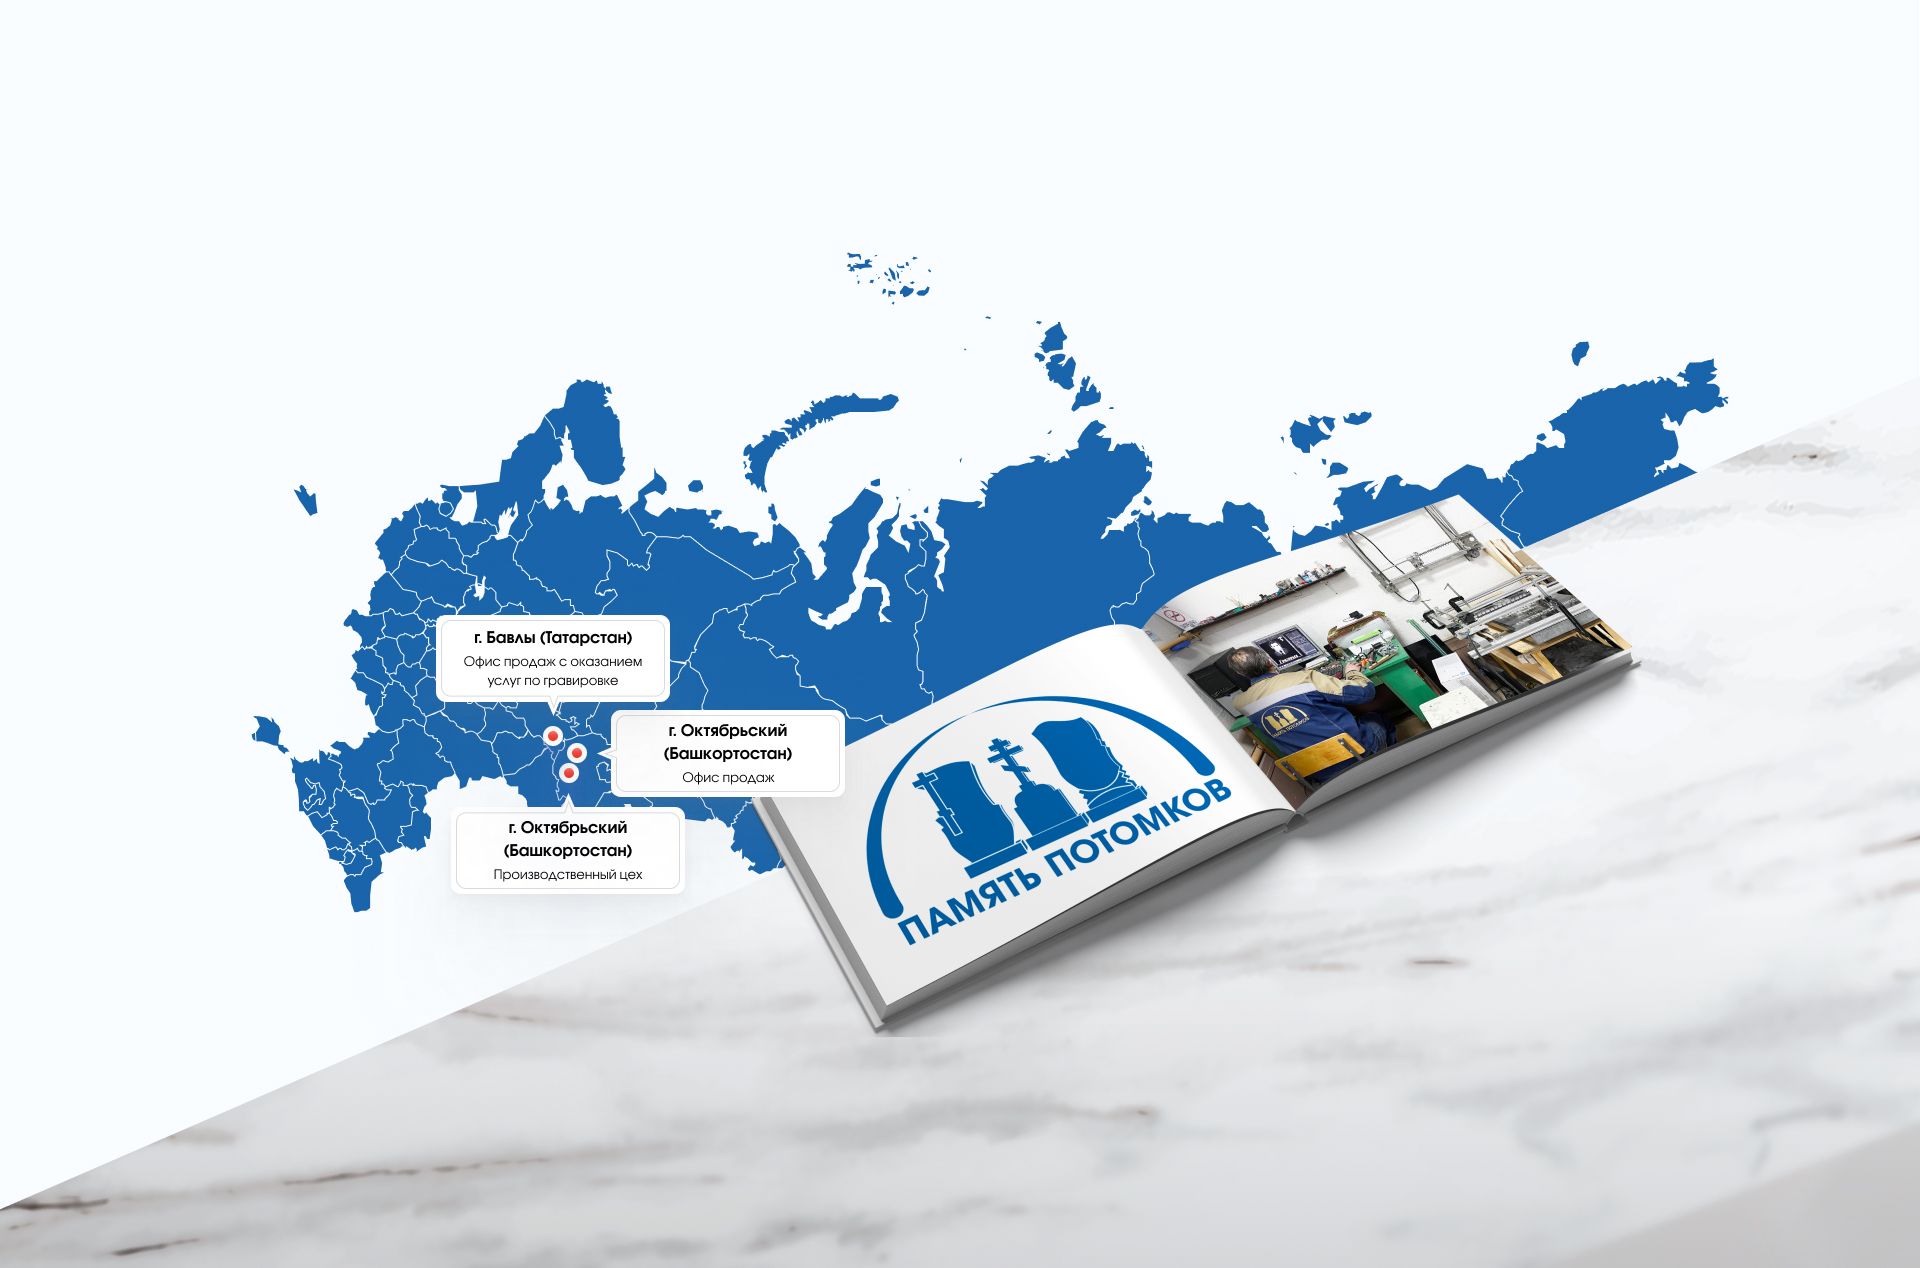 г. Бавлы (Татарстан)
Офис продаж с оказанием
услуг по гравировке
г. Октябрьский
(Башкортостан)
Офис продаж
г. Октябрьский
(Башкортостан)
Производственный цех
ПАМЯТЬ ПОТОМКОВ